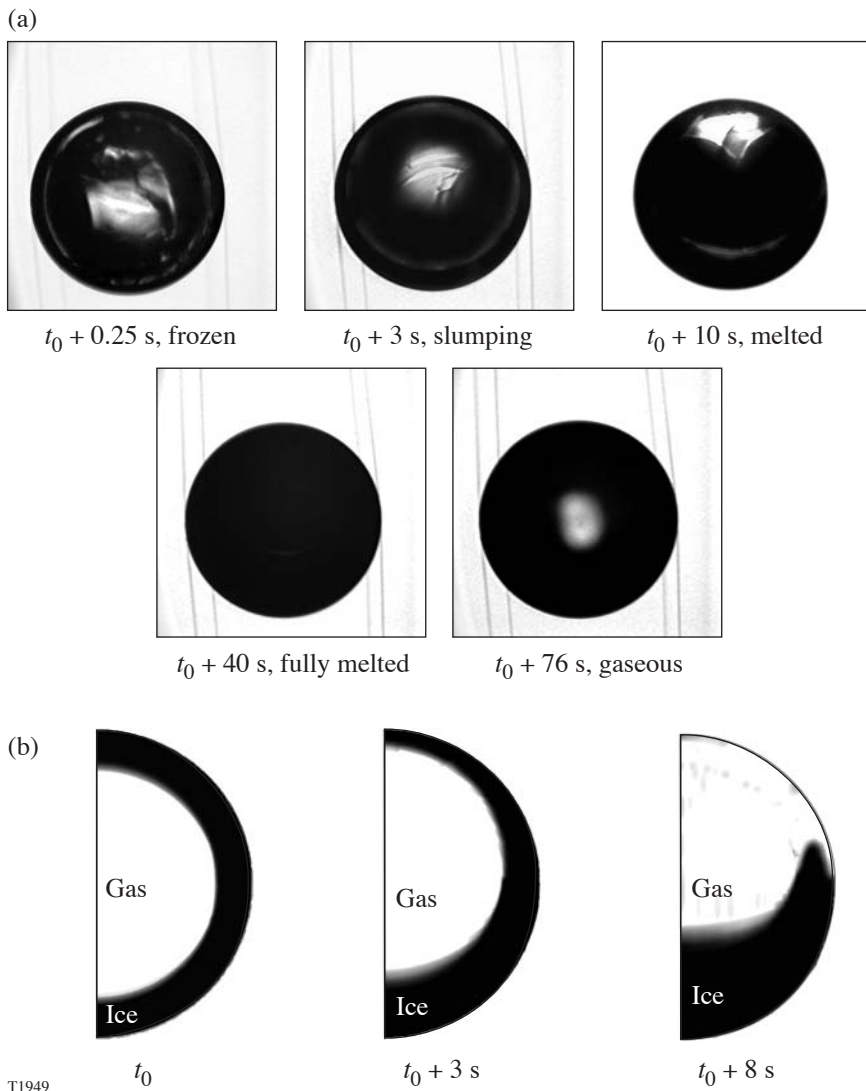 (a)
t0 + 0.25 s, frozen
t0 + 3 s, slumping
t0 + 10 s, melted
t0 + 40 s, fully melted
t0 + 76 s, gaseous
(b)
Gas
Gas
Gas
Ice
Ice
Ice
t0
t0 + 3 s
t0 + 8 s
T1949